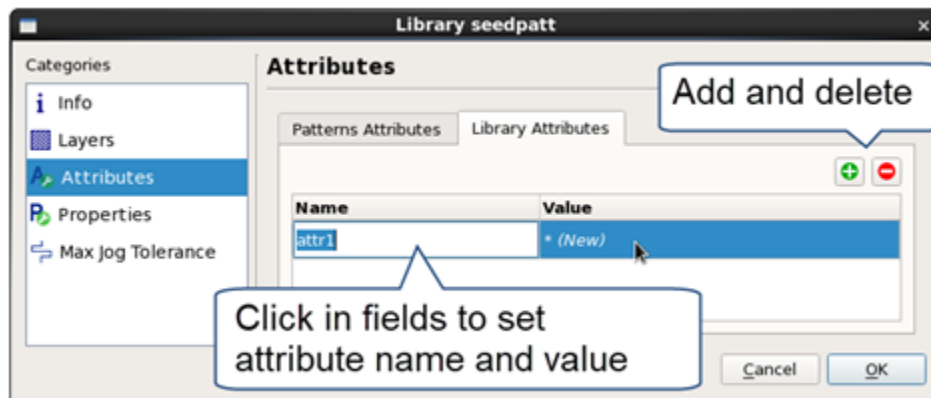 Library seedpatt
Categories
Info
Layers
Attributes
Properties
Max Jog Tolerance
Attributes
Add and delete
Patterns Attributes
Library Attributes
Name
Value
attr1
* (New)
Click in fields to set
attribute name and value
Cancel
OK